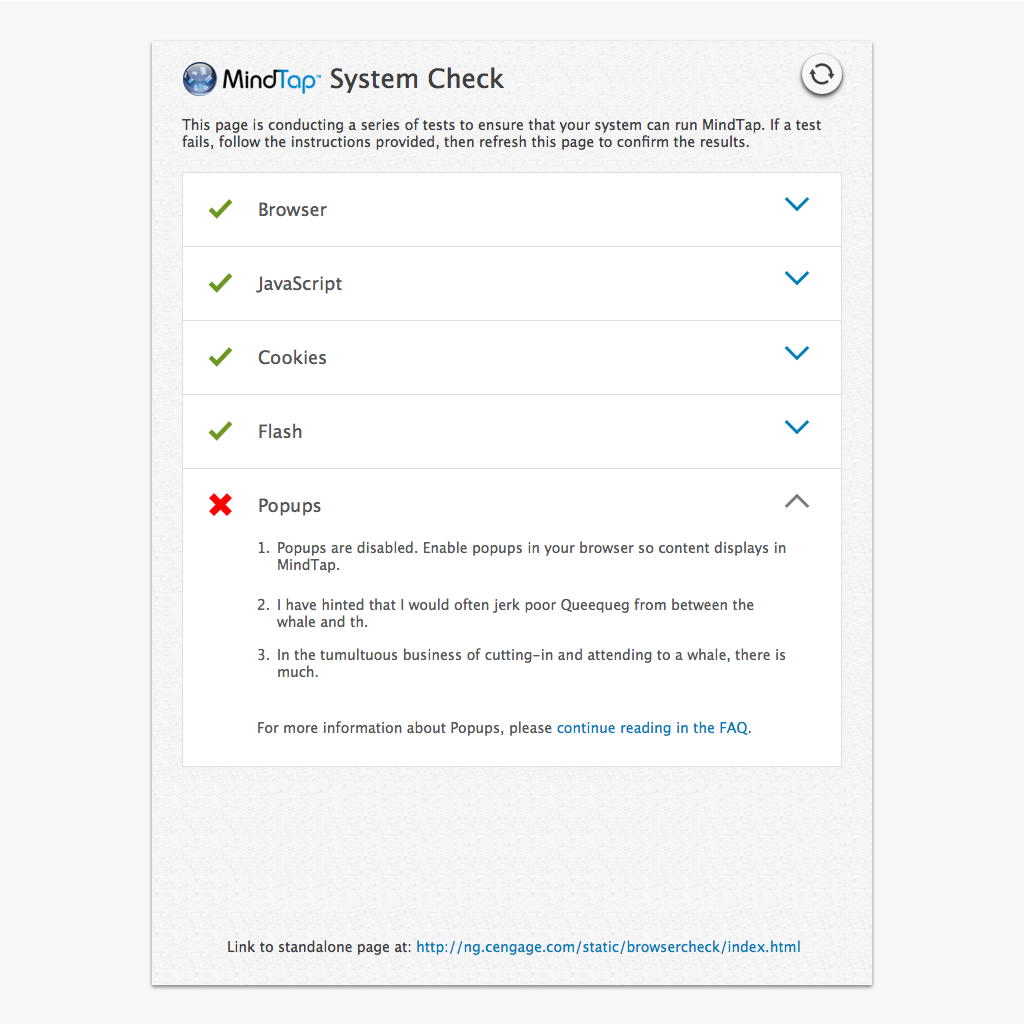 MindTap™ System Check
This page is conducting a series of tests to ensure that your system can run MindTap. If a test
fails, follow the instructions provided, then refresh this page to confirm the results.
Browser
JavaScript
Cookies
Flash
Popups
1. Popups are disabled. Enable popups in your browser so content displays in
MindTap.
2. I have hinted that I would often jerk poor Queequeg from between the
whale and th.
3. In the tumultuous business of cutting-in and attending to a whale, there is
much.
For more information about Popups, please continue reading in the FAQ.
Link to standalone page at: http://ng.cengage.com/static/browsercheck/index.html